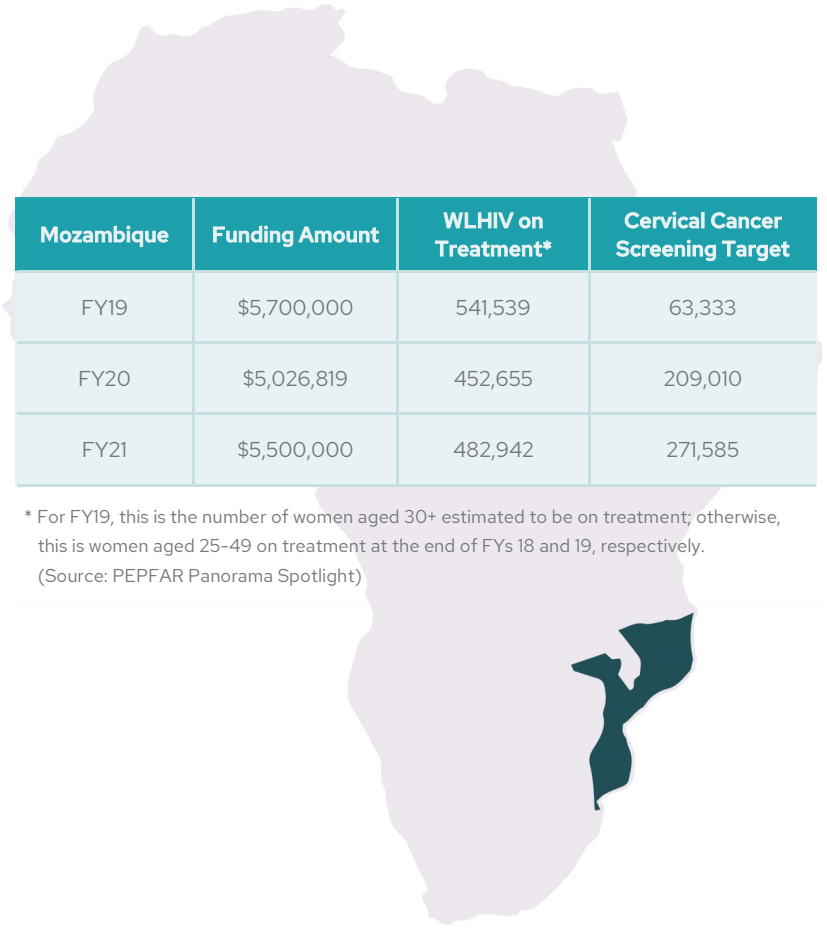 Mozambique Funding Amount WLHIV on Treatment* Cervical Cancer Screening Target
FY19 $5,700,000 541,539 63,333
FY20 $5,026,819 452,655 209,010
FY21 $5,500,000 482,942 271,585
* For FY19, this is the number of women aged 30+ estimated to be on treatment; otherwise,
this is women aged 25-49 on treatment at the end of FYs 18 and 19, respectively.
(Source: PEPFAR Panorama Spotlight)